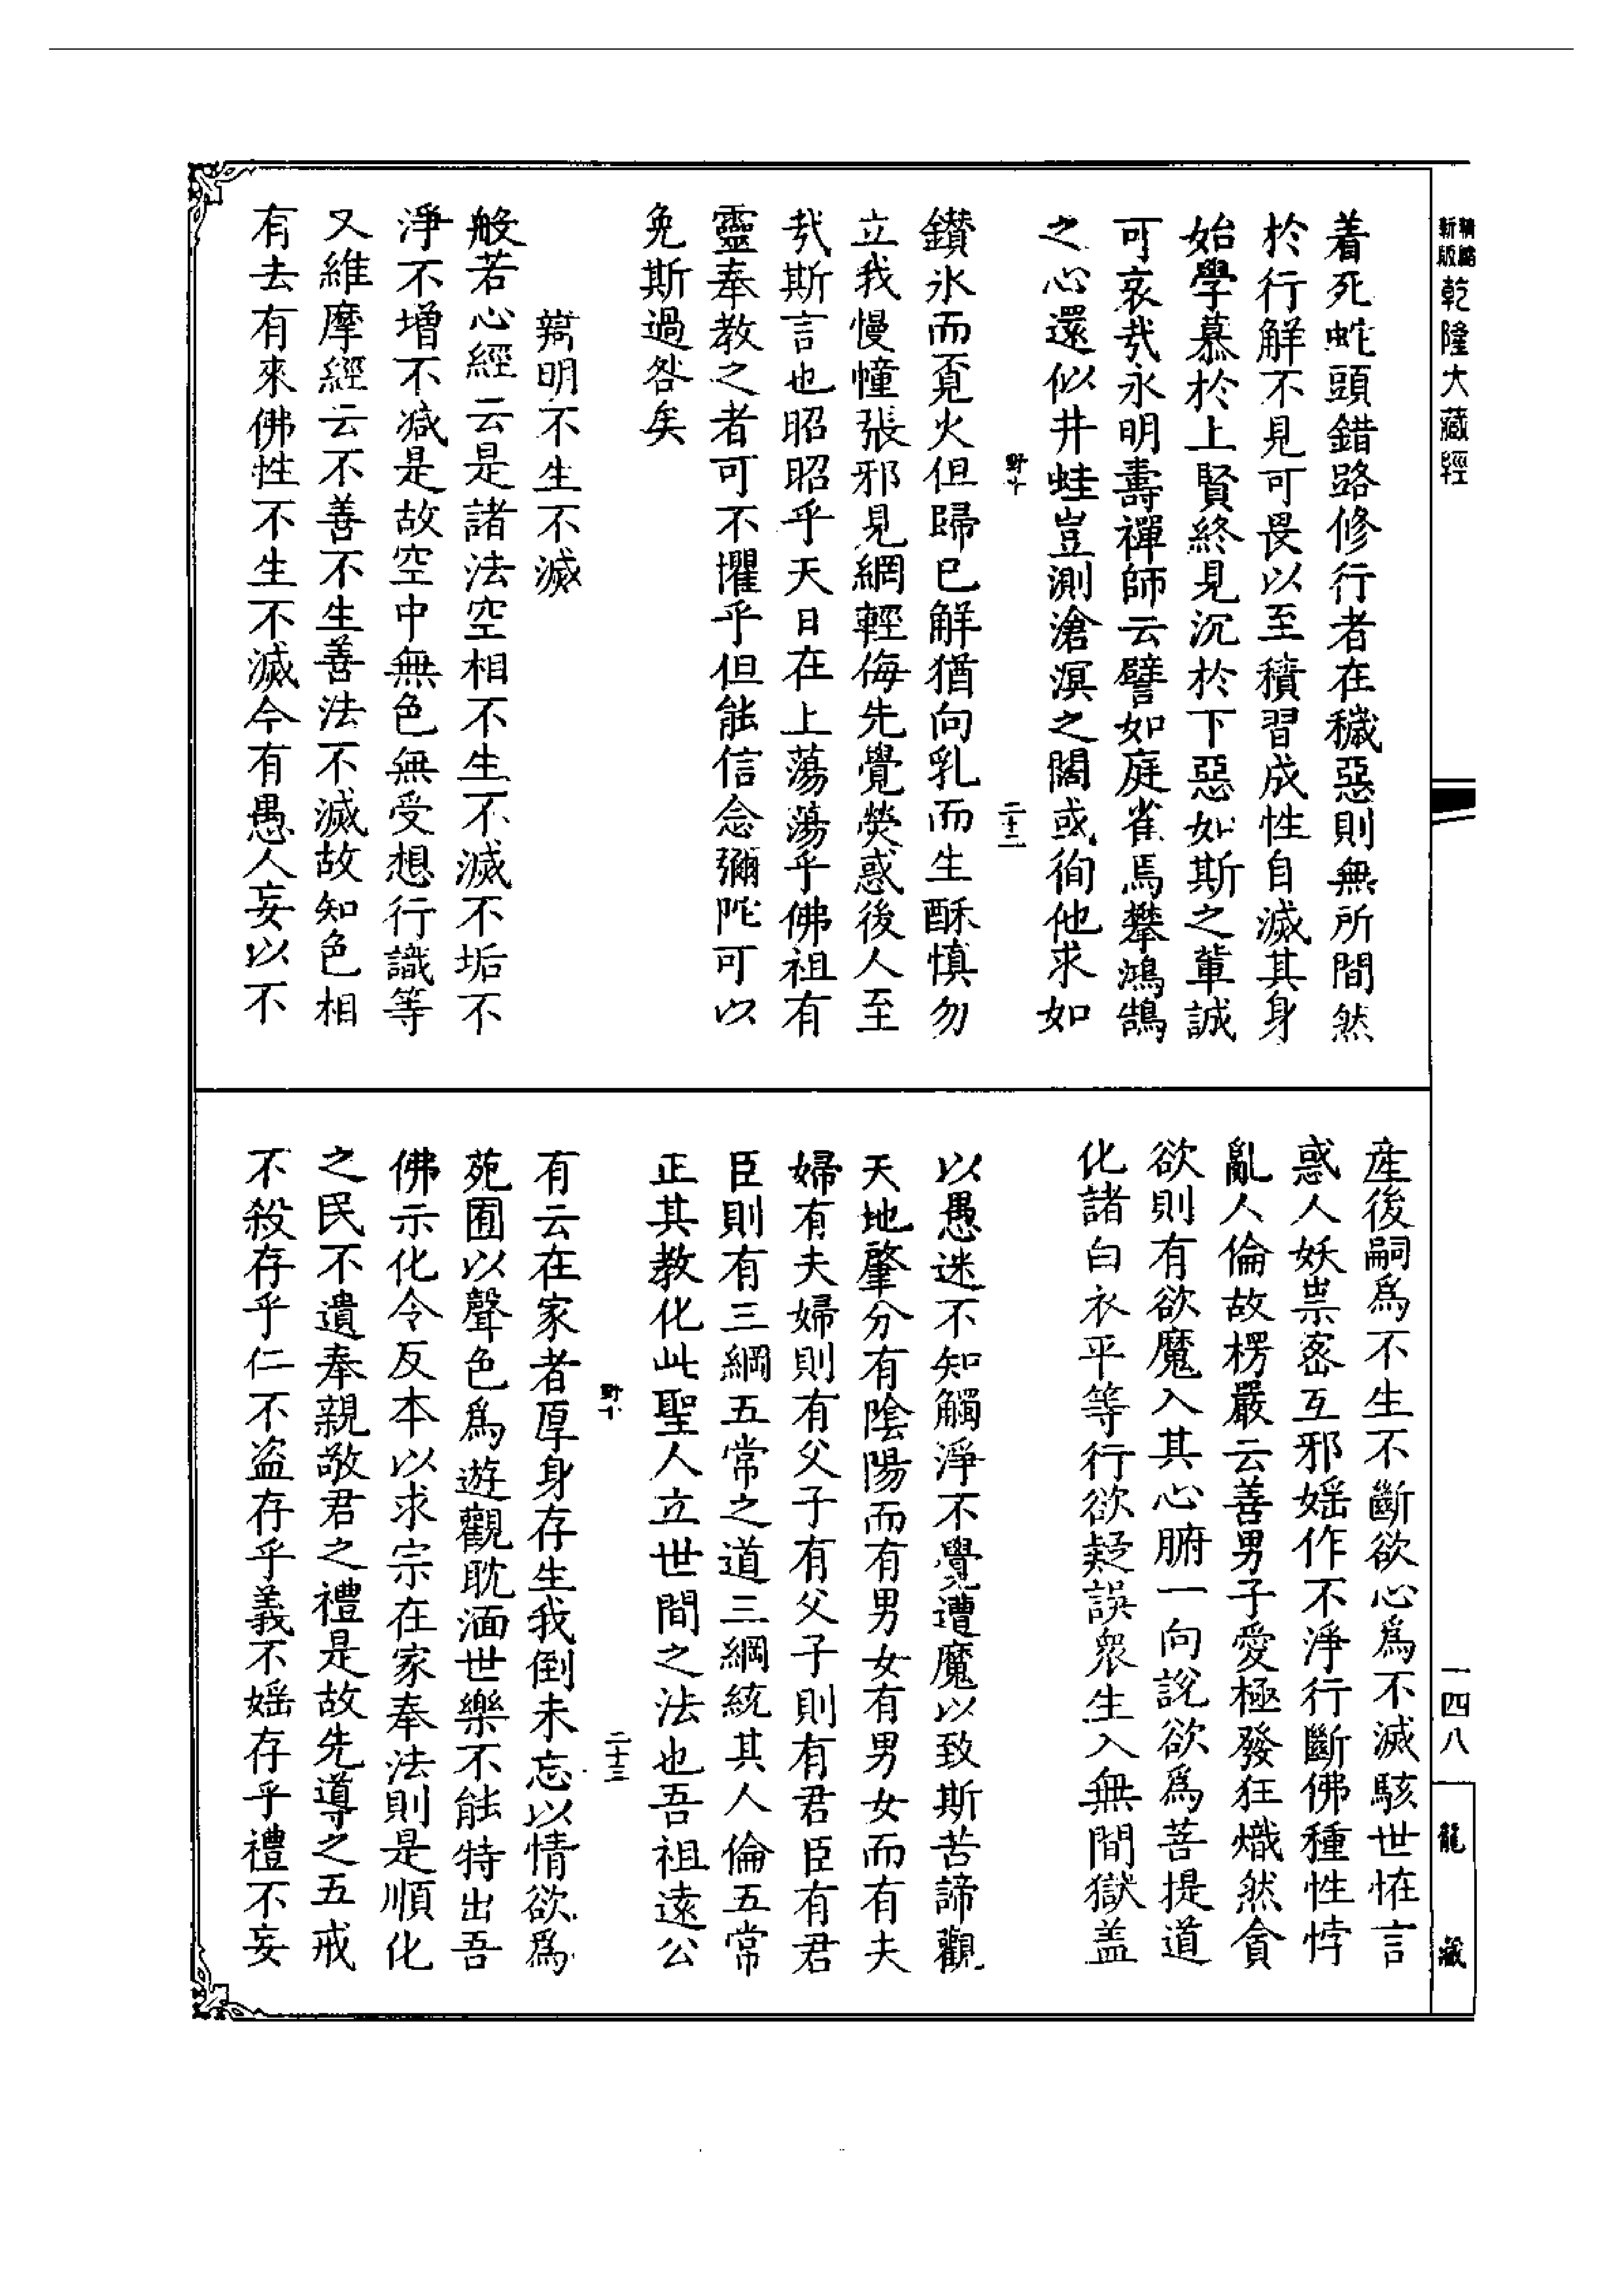 新版 精縮 乾隆大藏經
着死蛇頭錯路修行者在穢惡則無所間然
於行解不見可畏以至積習成性自滅其身
始學慕於上賢終見沉於下惡如斯之輩誠
可哀哉永明壽禪師云譬如庭雀焉攀鴻鵠
之心還似井蛙豈測滄溟之闊或徇他求如
野十 二十二
鑚氷而覔火但歸已解猶向乳而生酥慎勿
立我慢幢張邪見網輕侮先覺熒惑後人至
哉斯言也昭昭乎天日在上蕩蕩乎佛祖有
靈奉教之者可不懼乎但能信念彌陀可以
免斯過咎矣
辯明不生不滅
般若心經云是諸法空相不生不滅不垢不
淨不增不減是故空中無色無受想行識等
又維摩經云不善不生善法不滅故知色相
有去有來佛性不生不滅今有愚人妄以不
産後嗣爲不生不斷欲心爲不滅駭世恠言
惑人妖祟宻互邪婬作不淨行斷佛種性悖
亂人倫故楞嚴云善男子愛極發狂熾然貪
欲則有欲魔入其心腑一向說欲爲菩提道
化諸白衣平等行欲疑誤衆生入無間獄盖
以愚迷不知觸淨不覺遭魔以致斯苦諦觀
天地肇分有陰陽而有男女有男女而有夫
婦有夫婦則有父子有父子則有君臣有君
臣則有三綱五常之道三綱統其人倫五常
正其教化此聖人立世間之法也吾祖遠公
野十 二十三
有云在家者厚身存生我倒未忘以情欲爲
苑囿以聲色爲遊觀耽湎世樂不能特出吾
佛示化令反本以求宗在家奉法則是順化
之民不遺奉親敬君之禮是故先導之五戒
不殺存乎仁不盗存乎義不婬存乎禮不妄
一四八
龍藏